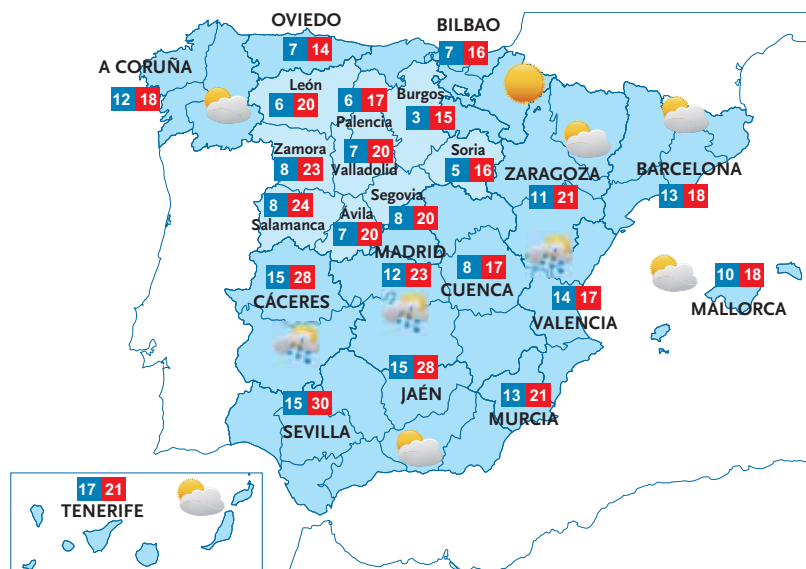 OVIEDO
7 14
BILBAO
7 16
A CORUÑA
12 18
León
6 20
6 17
Palencia
Burgos
3 15
Zamora
8 23
7 20
Valladolid
Soria
5 16
ZARAGOZA
11 21
BARCELONA
13 18
8 24
Salamanca
Ávila
7 20
Segovia
8 20
MADRID
12 23
8 17
CUENCA
15 28
CÁCERES
14 17
VALENCIA
10 18
MALLORCA
15 28
JAÉN
13 21
MURCIA
15 30
SEVILLA
17 21
TENERIFE